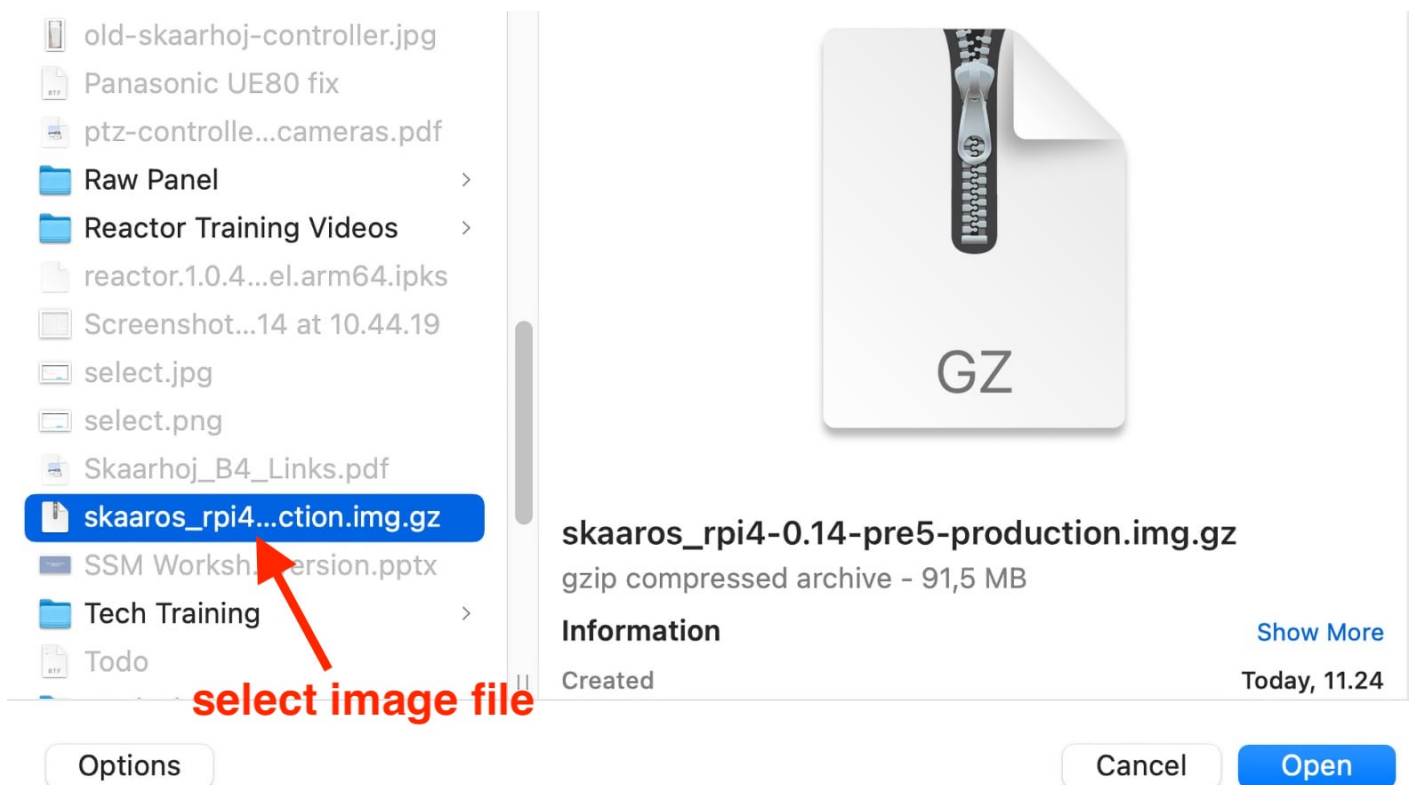 old-skaarhoj-controller.jpg
Panasonic UE80 fix
ptz-controlle...cameras.pdf
Raw Panel
Reactor Training Videos
reactor.1.0.4...el.arm64.ipks
Screenshot...14 at 10.44.19
select.jpg
select.png
Skaarhoj_B4_Links.pdf
skaaros_rpi4...ction.img.gz
SSM Worksh... ersion.pptx
Tech Training
Todo
select image file
GZ
skaaros_rpi4-0.14-pre5-production.img.gz
gzip compressed archive - 91,5 MB
Information Show More
Created Today, 11.24
Options Cancel Open